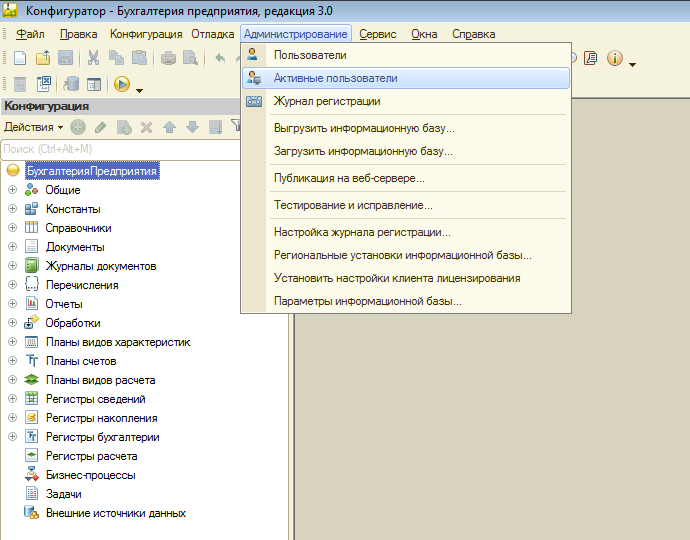 Конфигуратор - Бухгалтерия предприятия, редакция 3.0
Файл Правка Конфигурация Отладка Администрирование Сервис Окна Справка
Пользователи
Активные пользователи
Журнал регистрации
Выгрузить информационную базу...
Загрузить информационную базу...
Публикация на веб-сервере...
Тестирование и исправление...
Настройка журнала регистрации...
Региональные установки информационной базы...
Установить настройки клиента лицензирования
Параметры информационной базы...
Конфигурация
Действия
Поиск (Ctrl+Alt+M)
БухгалтерияПредприятия
Общие
Константы
Справочники
Документы
Журналы документов
Перечисления
Отчеты
Обработки
Планы видов характеристик
Планы счетов
Планы видов расчета
Регистры сведений
Регистры накопления
Регистры бухгалтерии
Регистры расчета
Бизнес-процессы
Задачи
Внешние источники данных